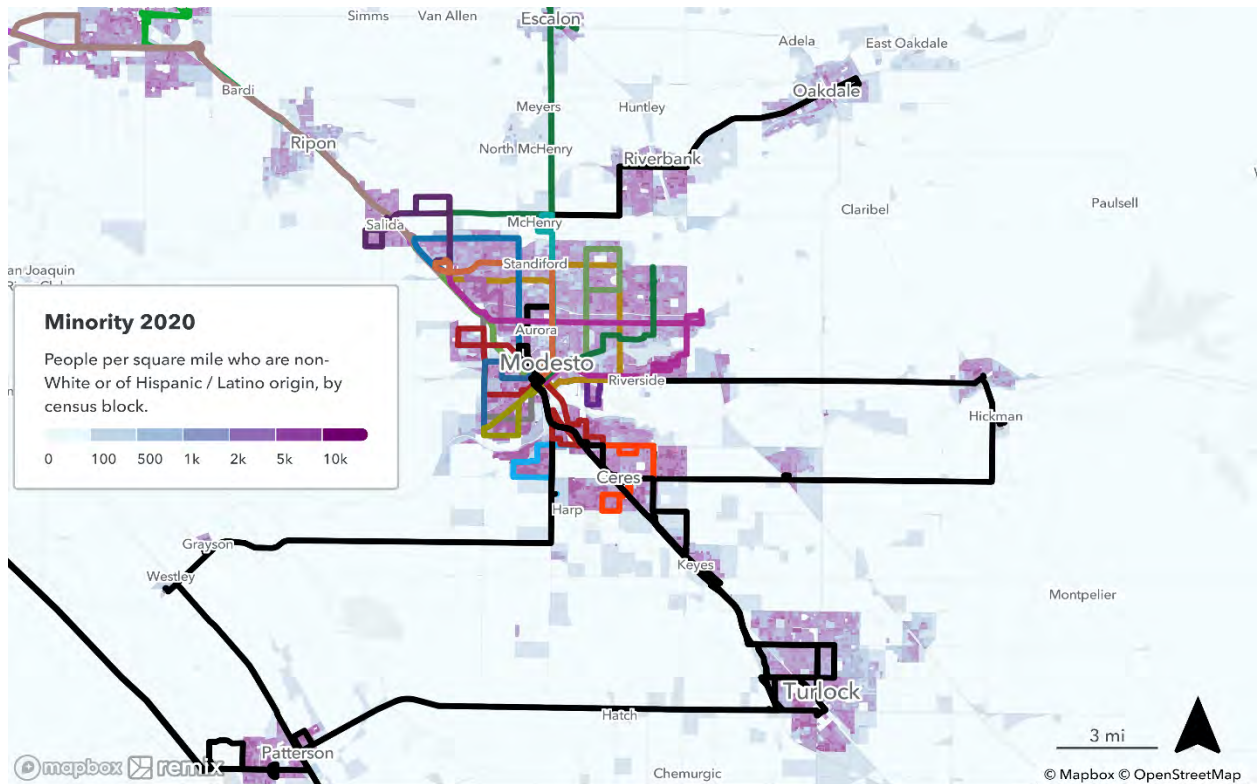 Simms
Van Allen
Escalon
Adela
East Oakdale
Bardi
Oakdale
Meyers
Huntley
Ripon
North McHenry
Riverbank
Claribel
Paulsell
Salida
McHenry
an Joaquin
Standiford
Minority 2020
People per square mile who are non-
White or of Hispanic / Latino origin, by
census block.
0 100 500 1k 2k 5k 10k
Aurora
Modesto
Riverside
Hickman
Ceres
Harp
Grayson
Westley
Keyes
Montpelier
Turlock
Hatch
Patterson
3 mi
mapbox remix
Chemurgic
© Mapbox © OpenStreetMap